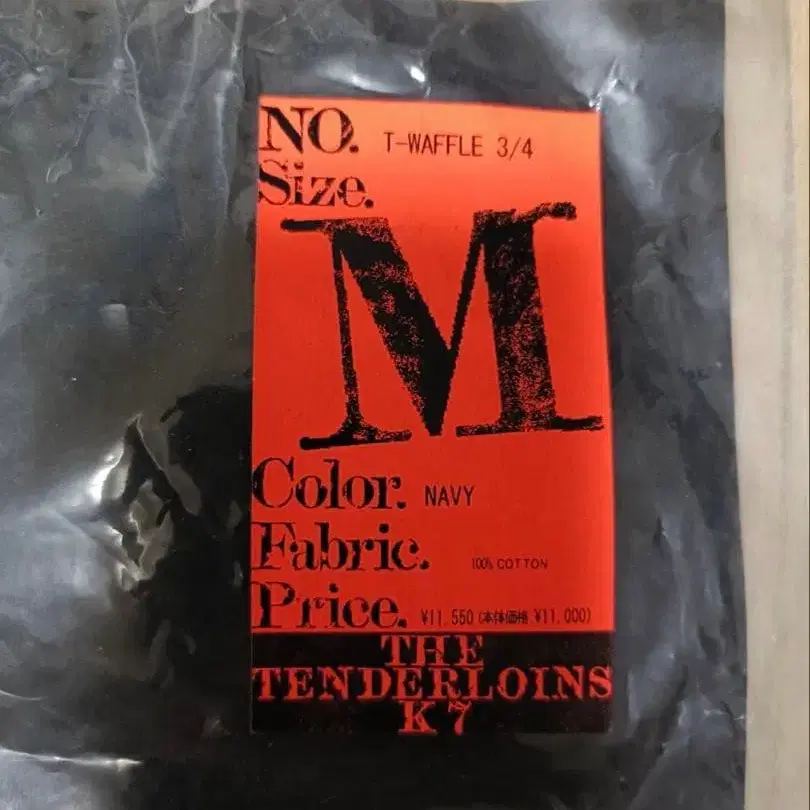 NO. T-WAFFLE 3/4
Size.
M
Color. NAVY
Fabric. 100% COTTON
Price. ¥11,550 (本体価格 ¥11,000)
THE
TENDERLOINS
K7